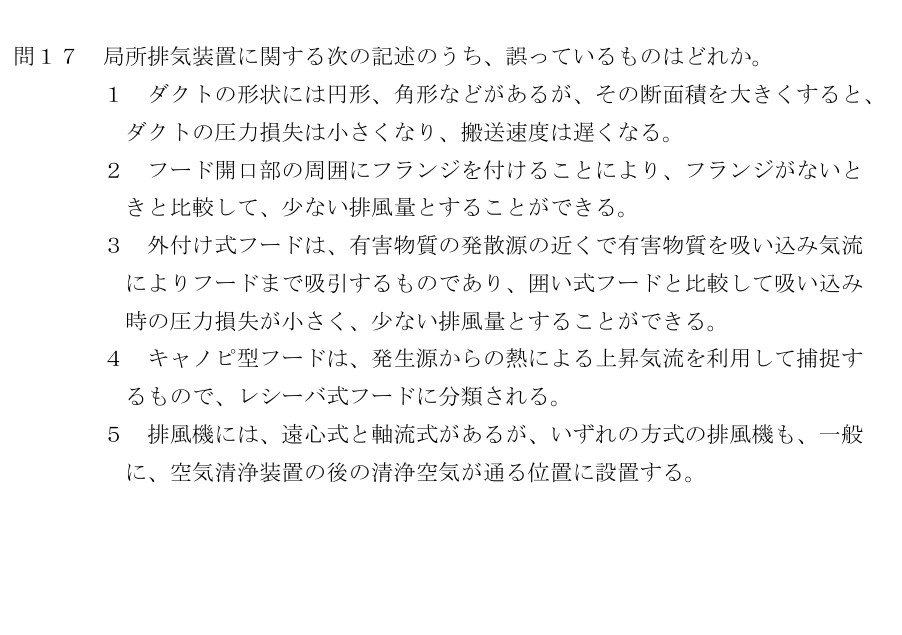 問１７　局所排気装置に関する次の記述のうち、誤っているものはどれか。
１　ダクトの形状には円形、角形などがあるが、その断面積を大きくすると、
ダクトの圧力損失は小さくなり、搬送速度は遅くなる。
２　フード開口部の周囲にフランジを付けることにより、フランジがないと
きと比較して、少ない排風量とすることができる。
３　外付け式フードは、有害物質の発散源の近くで有害物質を吸い込み気流
によりフードまで吸引するものであり、囲い式フードと比較して吸い込み
時の圧力損失が小さく、少ない排風量とすることができる。
４　キャノピ型フードは、発生源からの熱による上昇気流を利用して捕捉す
るもので、レシーバ式フードに分類される。
５　排風機には、遠心式と軸流式があるが、いずれの方式の排風機も、一般
に、空気清浄装置の後の清浄空気が通る位置に設置する。